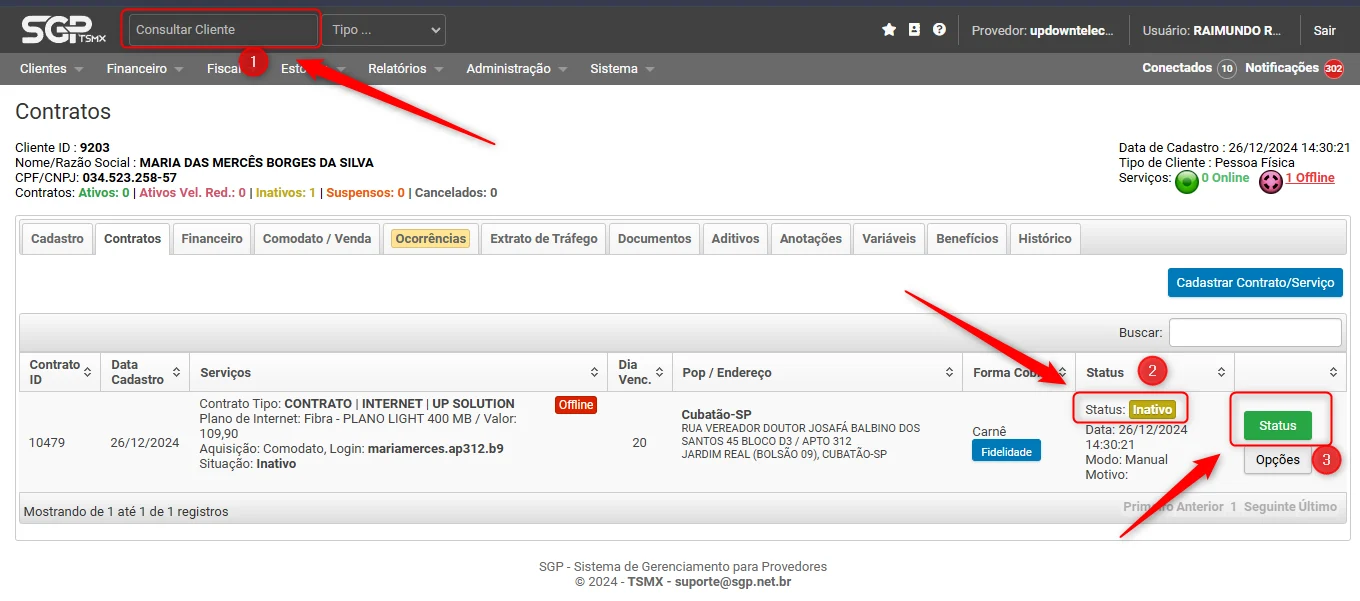 SGP TSMX
Consultar Cliente
Tipo ...
Provedor: updowntelec...
Usuário: RAIMUNDO R...
Sair
Clientes
Financeiro
Fiscal
1
Relatórios
Administração
Sistema
Conectados 10
Notificações 302
Contratos
Cliente ID : 9203
Nome/Razão Social : MARIA DAS MERCÊS BORGES DA SILVA
CPF/CNPJ: 034.523.258-57
Contratos: Ativos: 0 | Ativos Vel. Red.: 0 | Inativos: 1 | Suspensos: 0 | Cancelados: 0
Data de Cadastro : 26/12/2024 14:30:21
Tipo de Cliente : Pessoa Física
Serviços: 0 Online 1 Offline
Cadastro
Contratos
Financeiro
Comodato / Venda
Ocorrências
Extrato de Tráfego
Documentos
Aditivos
Anotações
Variáveis
Benefícios
Histórico
Cadastrar Contrato/Serviço
Buscar:
Contrato
ID
Data
Cadastro
Serviços
Dia
Venc.
Pop / Endereço
Forma
Status
2
10479
26/12/2024
Contrato Tipo: CONTRATO | INTERNET | UP SOLUTION
Offline
Plano de Internet: Fibra - PLANO LIGHT 400 MB / Valor:
109,90
Aquisição: Comodato, Login: mariamerces.ap312.b9
Situação: Inativo
20
Cubatão-SP
RUA VEREADOR DOUTOR JOSAFÁ BALBINO DOS
SANTOS 45 BLOCO D3 / APTO 312
JARDIM REAL (BOLSÃO 09), CUBATÃO-SP
Carnê
Fidelidade
Status: Inativo
Data: 26/12/2024
14:30:21
Modo: Manual
Motivo:
Status
Opções
3
Mostrando de 1 até 1 de 1 registros
Primeiro Anterior 1 Seguinte Último
SGP - Sistema de Gerenciamento para Provedores
© 2024 - TSMX - suporte@sgp.net.br